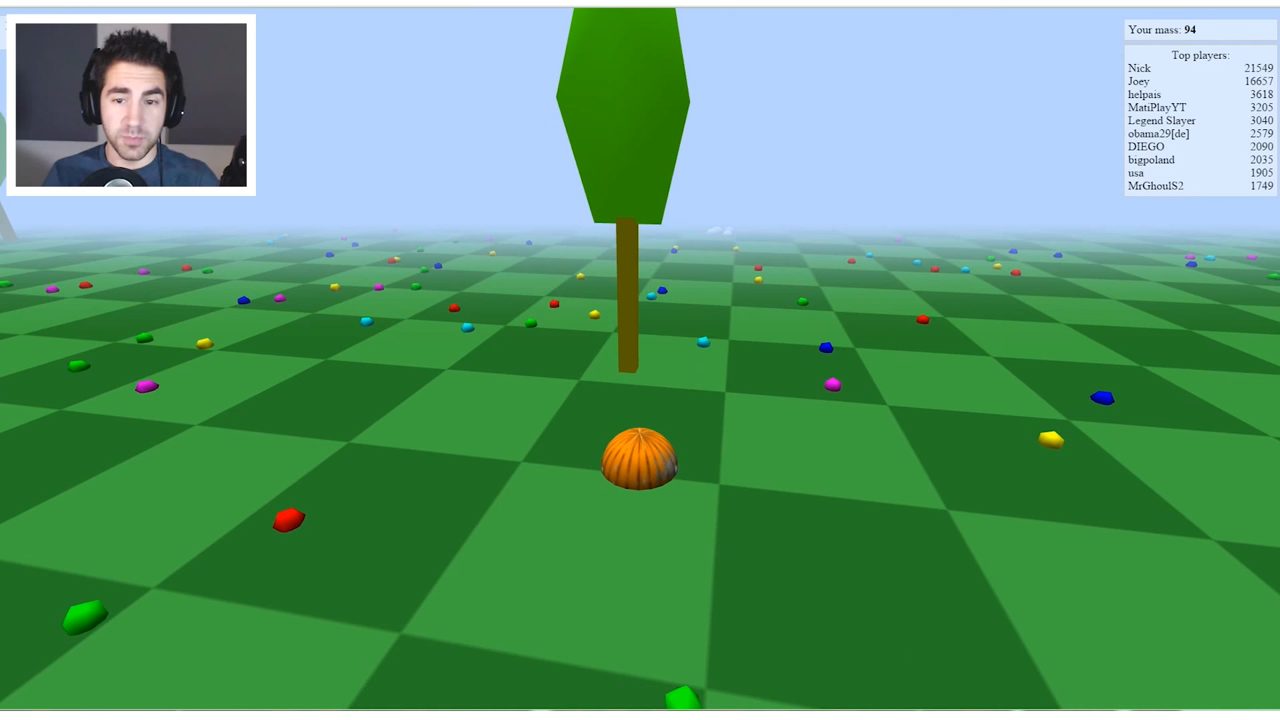 Your mass: 94
Top players:
Nick 21549
Joey 16657
helpais 3618
MatiPlayYT 3205
Legend Slayer 3040
obama29[de] 2579
DIEGO 2090
bigpoland 2035
usa 1905
MrGhoulS2 1749